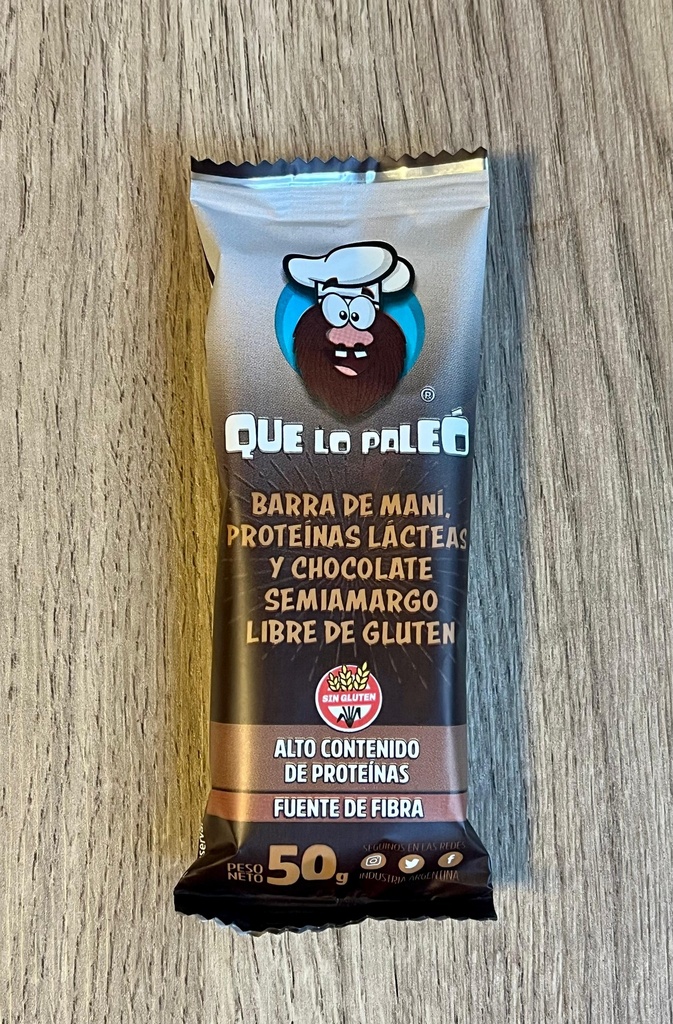 ®
QUE LO PALEÓ
BARRA DE MANÍ,
PROTEÍNAS LÁCTEAS
Y CHOCOLATE
SEMIAMARGO
LIBRE DE GLUTEN
SIN GLUTEN
ALTO CONTENIDO
DE PROTEÍNAS
FUENTE DE FIBRA
PESO
NETO 50g
SEGUINOS EN LAS REDES
INDUSTRIA ARGENTINA